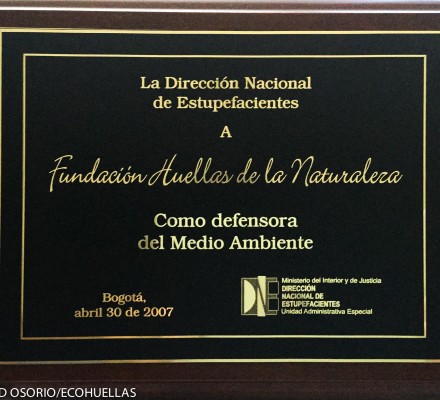 La Dirección Nacional
de Estupefacientes
A
Fundación Huellas de la Naturaleza
Como defensora
del Medio Ambiente
Bogotá,
abril 30 de 2007
DNE
Ministerio del Interior y de Justicia
DIRECCIÓN
NACIONAL DE
ESTUPEFACIENTES
Unidad Administrativa Especial
D OSORIO/ECOHUELLAS